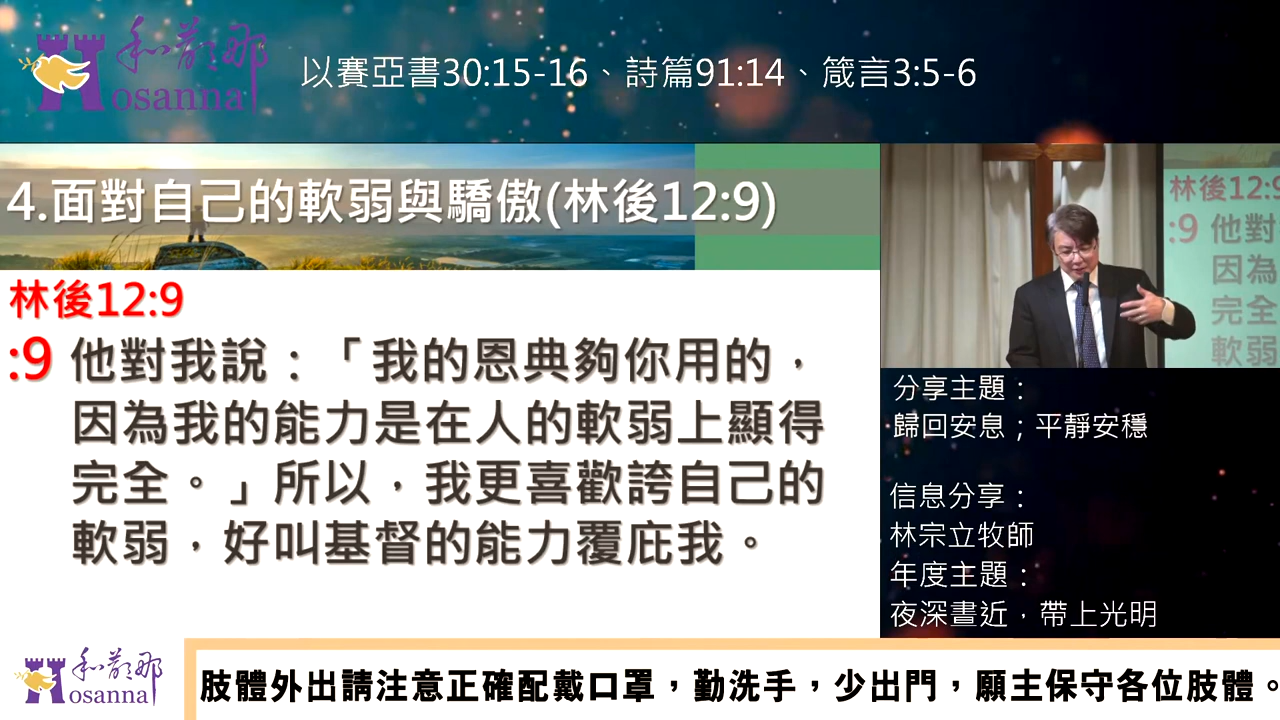 和散那
Hosanna
以賽亞書30:15-16、詩篇91:14、箴言3:5-6
4.面對自己的軟弱與驕傲(林後12:9)
林後12:9
:9 他對我說：「我的恩典夠你用的，
因為我的能力是在人的軟弱上顯得
完全。」所以，我更喜歡誇自己的
軟弱，好叫基督的能力覆庇我。
林後12:9
:9 他對
因為
完全
軟弱
分享主題：
歸回安息；平靜安穩
信息分享：
林宗立牧師
年度主題：
夜深晝近，帶上光明
和散那
Hosanna
肢體外出請注意正確配戴口罩，勤洗手，少出門，願主保守各位肢體。